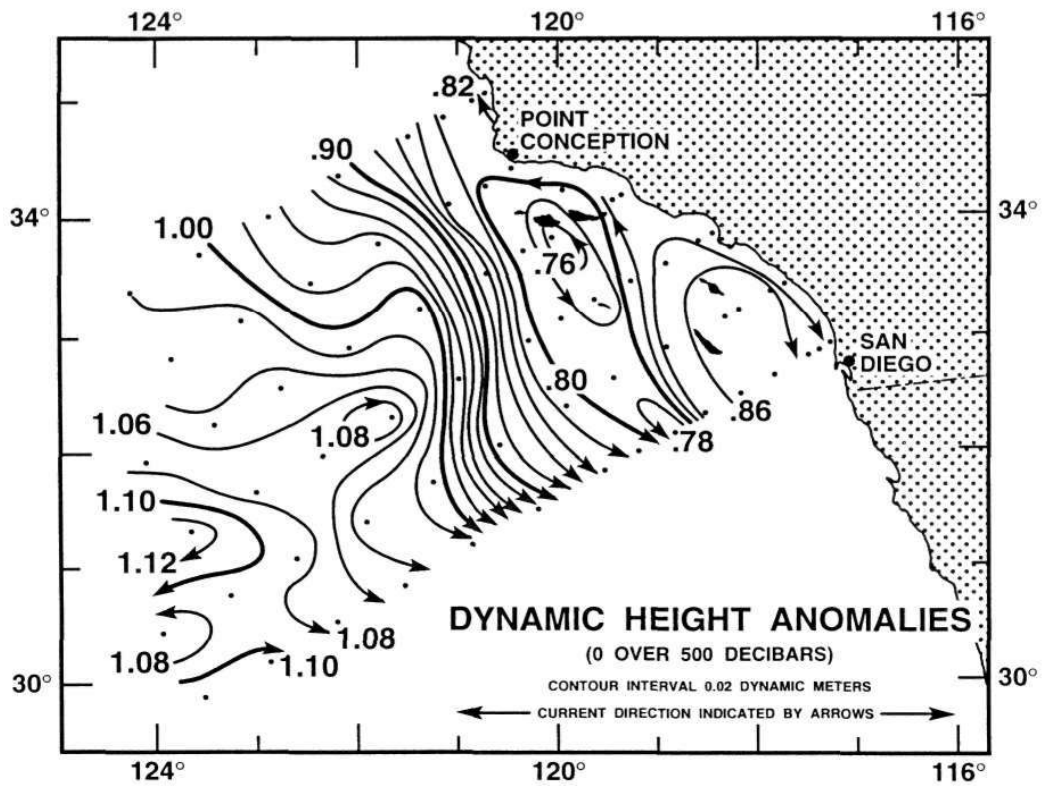 124° 120° 116°
.82
POINT
CONCEPTION
.90
34° 34°
1.00
.76
SAN
DIEGO
.80
.86
1.06 1.08 .78
1.10
1.12
DYNAMIC HEIGHT ANOMALIES
1.08
(0 OVER 500 DECIBARS)
1.08 1.10
30° 30°
CONTOUR INTERVAL 0.02 DYNAMIC METERS
CURRENT DIRECTION INDICATED BY ARROWS
124° 120° 116°